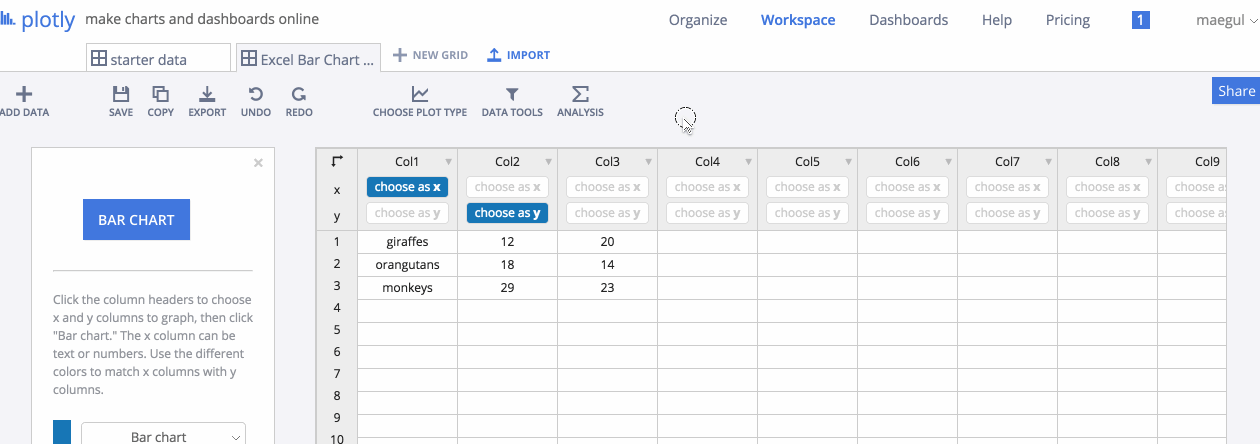 plotly make charts and dashboards online Organize Workspace Dashboards Help Pricing 1 maegul
starter data Excel Bar Chart ... NEW GRID IMPORT
ADD DATA SAVE COPY EXPORT UNDO REDO CHOOSE PLOT TYPE DATA TOOLS ANALYSIS Share
×
BAR CHART
Click the column headers to choose
x and y columns to graph, then click
"Bar chart." The x column can be
text or numbers. Use the different
colors to match x columns with y
columns.
Bar chart
Col1 Col2 Col3 Col4 Col5 Col6 Col7 Col8 Col9
x choose as x choose as x choose as x choose as x choose as x choose as x choose as x choose as x choose as
y choose as y choose as y choose as y choose as y choose as y choose as y choose as y choose as y choose as
1 giraffes 12 20
2 orangutans 18 14
3 monkeys 29 23
4
5
6
7
8
9
10